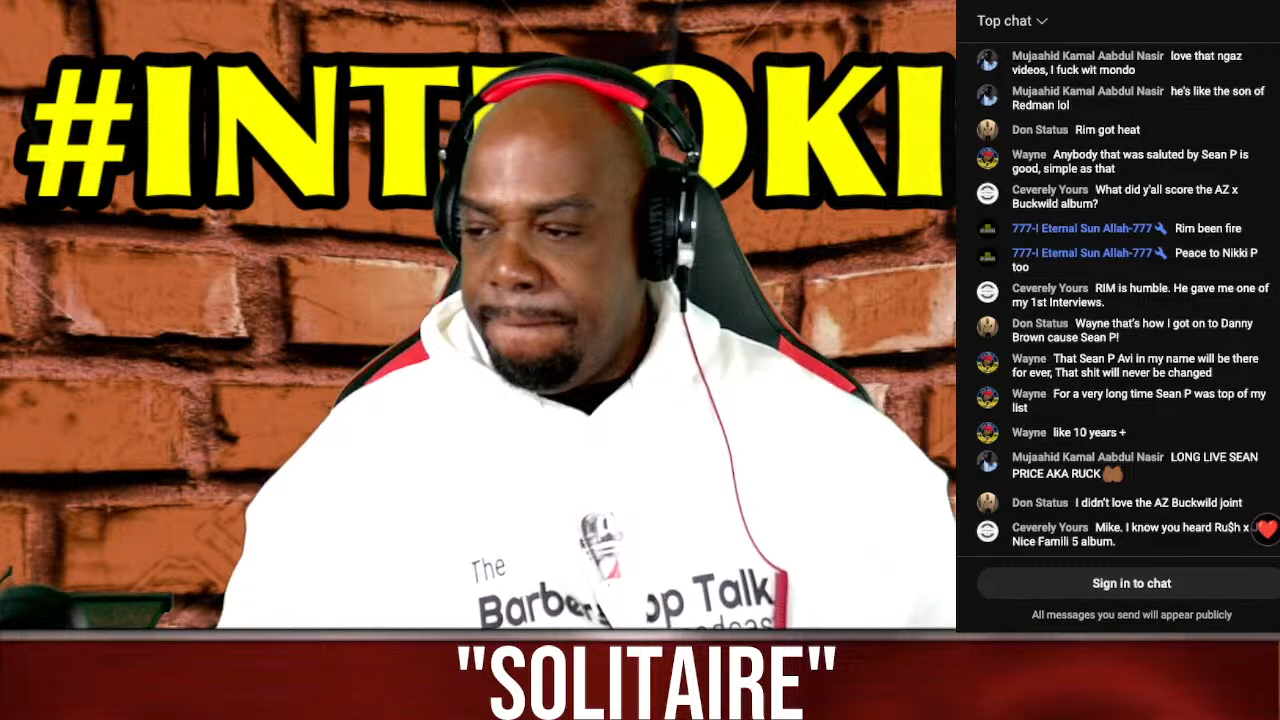 #INTROKI
The
Barbershop Talk
Podcast
"SOLITAIRE"
Top chat
Mujaahid Kamal Aabdul Nasir love that ngaz
videos, I fuck wit mondo
Mujaahid Kamal Aabdul Nasir he's like the son of
Redman lol
Don Status Rim got heat
Wayne Anybody that was saluted by Sean P is
good, simple as that
Ceverely Yours What did y'all score the AZ x
Buckwild album?
777-I Eternal Sun Allah-777 Rim been fire
777-I Eternal Sun Allah-777 Peace to Nikki P
too
Ceverely Yours RIM is humble. He gave me one of
my 1st Interviews.
Don Status Wayne that's how I got on to Danny
Brown cause Sean P!
Wayne That Sean P Avi in my name will be there
for ever, That shit will never be changed
Wayne For a very long time Sean P was top of my
list
Wayne like 10 years +
Mujaahid Kamal Aabdul Nasir LONG LIVE SEAN
PRICE AKA RUCK
Don Status I didn't love the AZ Buckwild joint
Ceverely Yours Mike. I know you heard Ru$h x
Nice Famili 5 album.
Sign in to chat
All messages you send will appear publicly